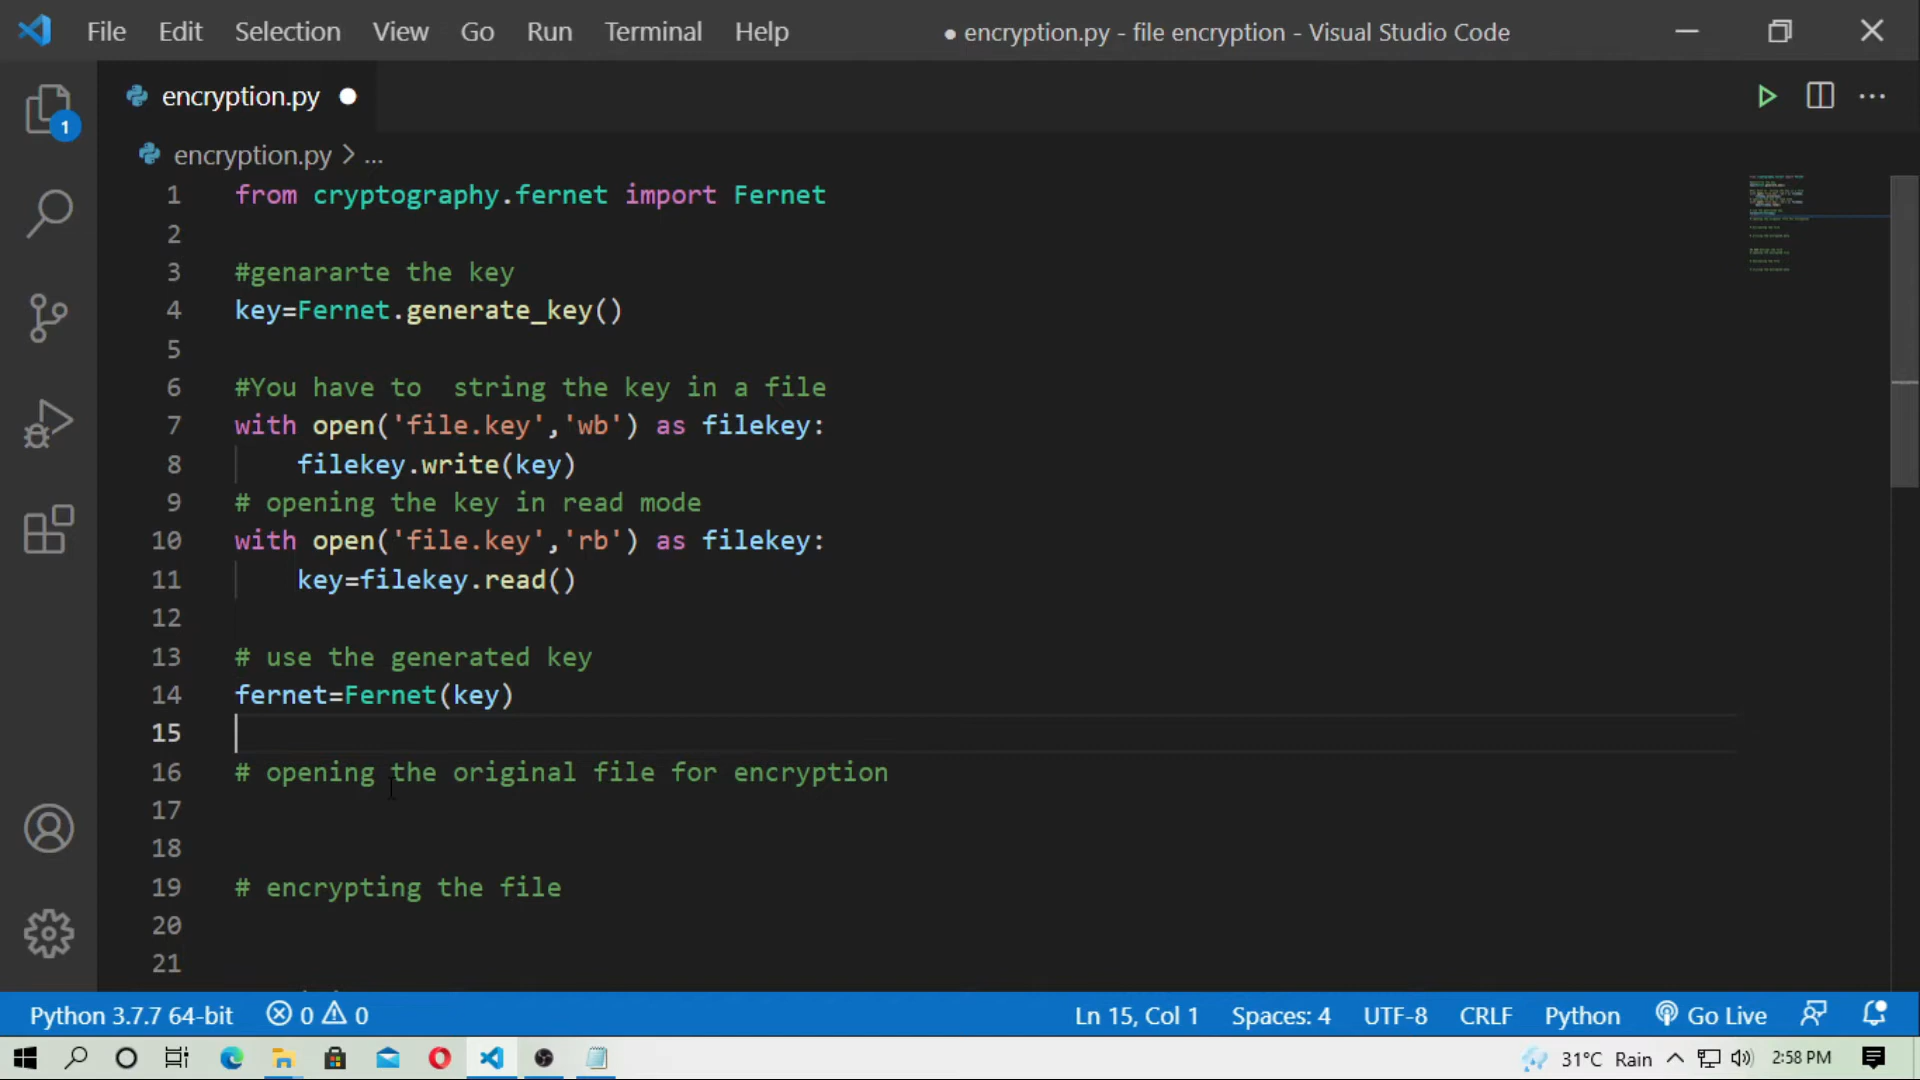 File Edit Selection View Go Run Terminal Help ● encryption.py - file encryption - Visual Studio Code
encryption.py ●
1
encryption.py > ...
1 from cryptography.fernet import Fernet
2
3 #genararte the key
4 key=Fernet.generate_key()
5
6 #You have to  string the key in a file
7 with open('file.key','wb') as filekey:
8     filekey.write(key)
9 # opening the key in read mode
10 with open('file.key','rb') as filekey:
11     key=filekey.read()
12
13 # use the generated key
14 fernet=Fernet(key)
15
16 # opening the original file for encryption
17
18
19 # encrypting the file
20
21
Python 3.7.7 64-bit 0 0 Ln 15, Col 1 Spaces: 4 UTF-8 CRLF Python Go Live
31°C Rain 2:58 PM